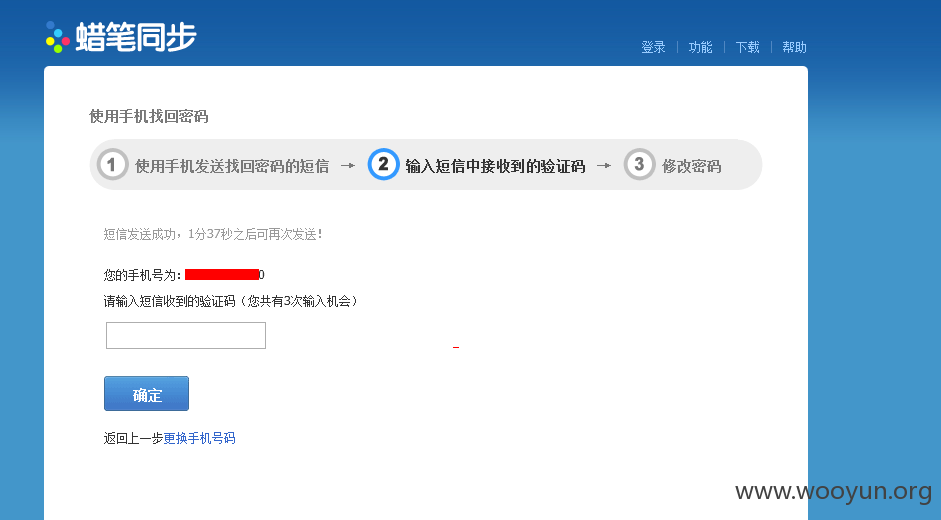 蜡笔同步
登录 | 功能 | 下载 | 帮助
使用手机找回密码
1 使用手机发送找回密码的短信 → 2 输入短信中接收到的验证码 → 3 修改密码
短信发送成功，1分37秒之后可再次发送！
您的手机号为：0
请输入短信收到的验证码（您共有3次输入机会）
确定
返回上一步更换手机号码
www.wooyun.org